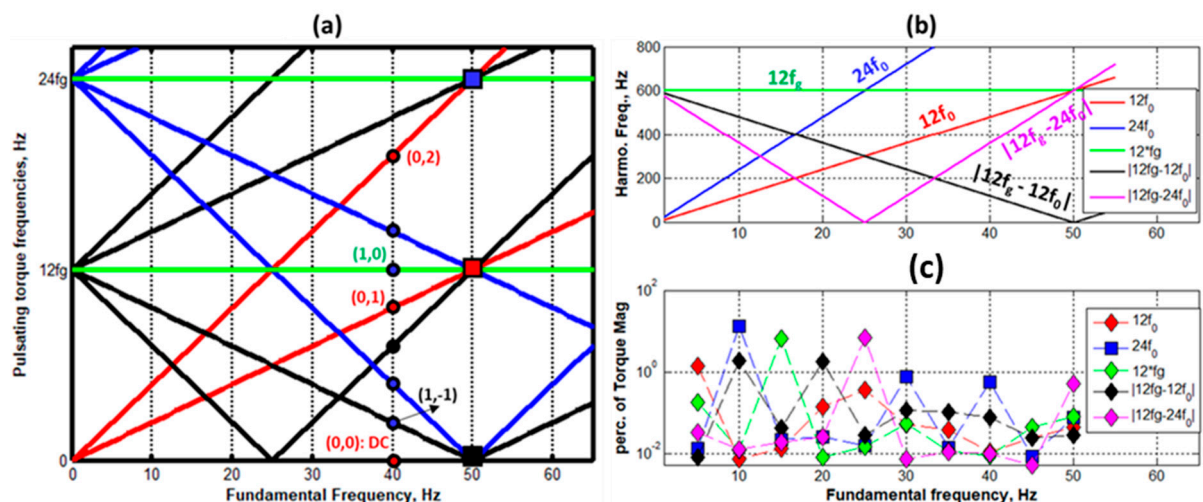 (a)
Pulsating torque frequencies, Hz
24fg
12fg
0
(0,2)
(1,0)
(0,1)
(1,-1)
(0,0): DC
0 10 20 30 40 50 60
Fundamental Frequency, Hz
(b)
Harmo. Freq., Hz
800
600
400
200
0
12fg
24f0
12f0
|12fg-24f0|
|12fg - 12f0|
12f0
24f0
12*fg
|12fg-12f0|
|12fg-24f0|
10 20 30 40 50 60
(c)
perc. of Torque Mag
10^2
10^0
10^-2
12f0
24f0
12*fg
|12fg-12f0|
|12fg-24f0|
10 20 30 40 50 60
Fundamental frequency, Hz